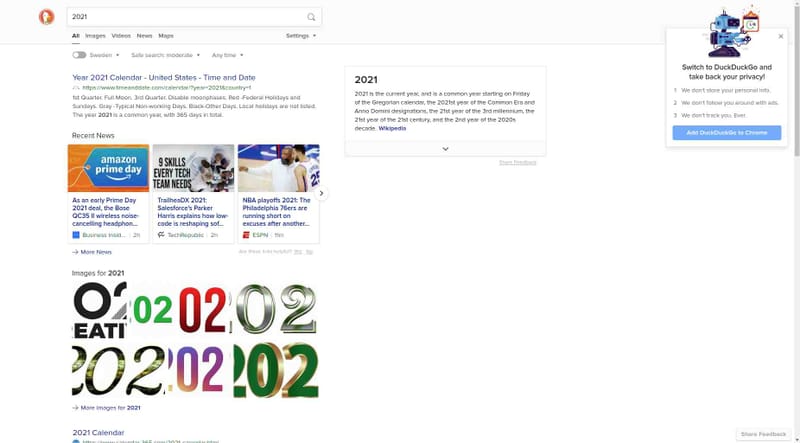 2021
All Images Videos News Maps Settings
Sweden Safe search: moderate Any time
Year 2021 Calendar - United States - Time and Date
https://www.timeanddate.com/calendar/?year=2021&country=1
1st Quarter. Full Moon. 3rd Quarter. Disable moonphases. Red -Federal Holidays and
Sundays. Gray -Typical Non-working Days. Black-Other Days. Local holidays are not listed.
The year 2021 is a common year, with 365 days in total.
Recent News
amazon
prime day
As an early Prime Day
2021 deal, the Bose
QC35 II wireless noise-
cancelling headphon...
Business Insid... 2h
9 SKILLS
EVERY TECH
TEAM NEEDS
TrailheaDX 2021:
Salesforce's Parker
Harris explains how low-
code is reshaping sof...
TechRepublic 2h
NBA playoffs 2021: The
Philadelphia 76ers are
running short on
excuses after another...
ESPN 11m
More News
Are these links helpful? Yes No
Images for 2021
EATI
02
02
202
202
02
202
More Images for 2021
2021 Calendar
2021
2021 is the current year, and is a common year starting on Friday
of the Gregorian calendar, the 2021st year of the Common Era and
Anno Domini designations, the 21st year of the 3rd millennium, the
21st year of the 21st century, and the 2nd year of the 2020s
decade. Wikipedia
Share Feedback
Switch to DuckDuckGo and
take back your privacy!
1 We don't store your personal info.
2 We don't follow you around with ads.
3 We don't track you. Ever.
Add DuckDuckGo to Chrome
Share Feedback